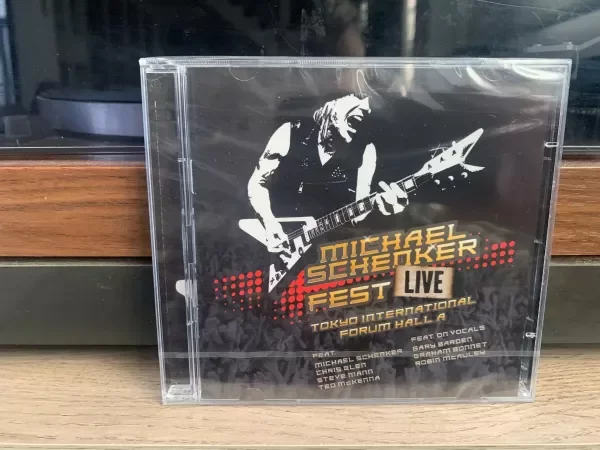 MICHAEL
SCHENKER
FEST LIVE
TOKYO INTERNATIONAL
FORUM HALL A
FEAT.
MICHAEL SCHENKER
CHRIS GLEN
STEVE MANN
TED MCKENNA
FEAT ON VOCALS
GARY BARDEN
GRAHAM BONNET
ROBIN MCAULEY